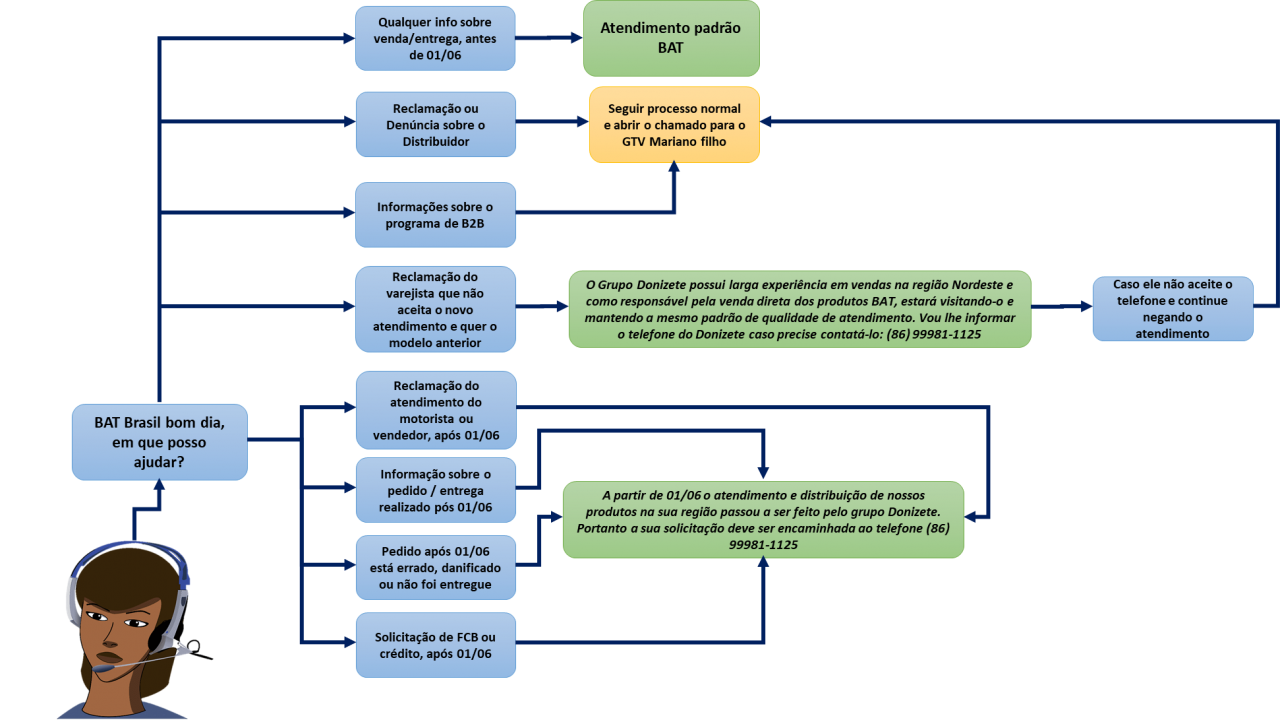 Qualquer info sobre
venda/entrega, antes
de 01/06
Atendimento padrão
BAT
Reclamação ou
Denúncia sobre o
Distribuidor
Seguir processo normal
e abrir o chamado para o
GTV Mariano filho
Informações sobre o
programa de B2B
Reclamação do
varejista que não
aceita o novo
atendimento e quer o
modelo anterior
O Grupo Donizete possui larga experiência em vendas na região Nordeste e
como responsável pela venda direta dos produtos BAT, estará visitando-o e
mantendo a mesmo padrão de qualidade de atendimento. Vou lhe informar
o telefone do Donizete caso precise contatá-lo: (86) 99981-1125
Caso ele não aceite o
telefone e continue
negando o
atendimento
BAT Brasil bom dia,
em que posso
ajudar?
Reclamação do
atendimento do
motorista ou
vendedor, após 01/06
Informação sobre o
pedido / entrega
realizado pós 01/06
A partir de 01/06 o atendimento e distribuição de nossos
produtos na sua região passou a ser feito pelo grupo Donizete.
Portanto a sua solicitação deve ser encaminhada ao telefone (86)
99981-1125
Pedido após 01/06
está errado, danificado
ou não foi entregue
Solicitação de FCB ou
crédito, após 01/06